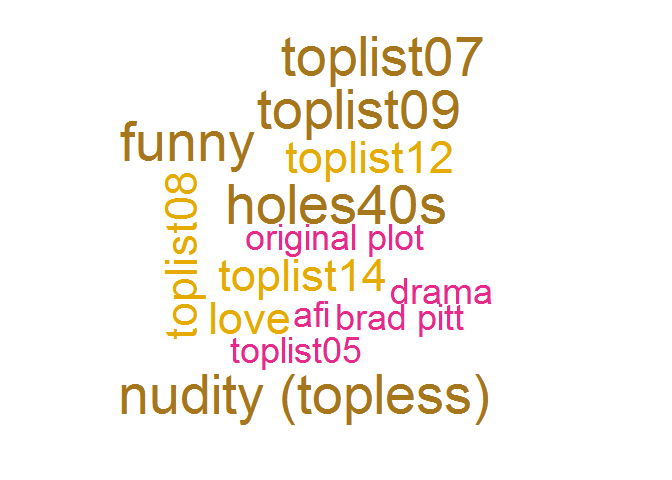 toplist07
toplist09
funny
toplist12
toplist08
holes40s
original plot
toplist14
drama
love
afi
brad pitt
toplist05
nudity (topless)